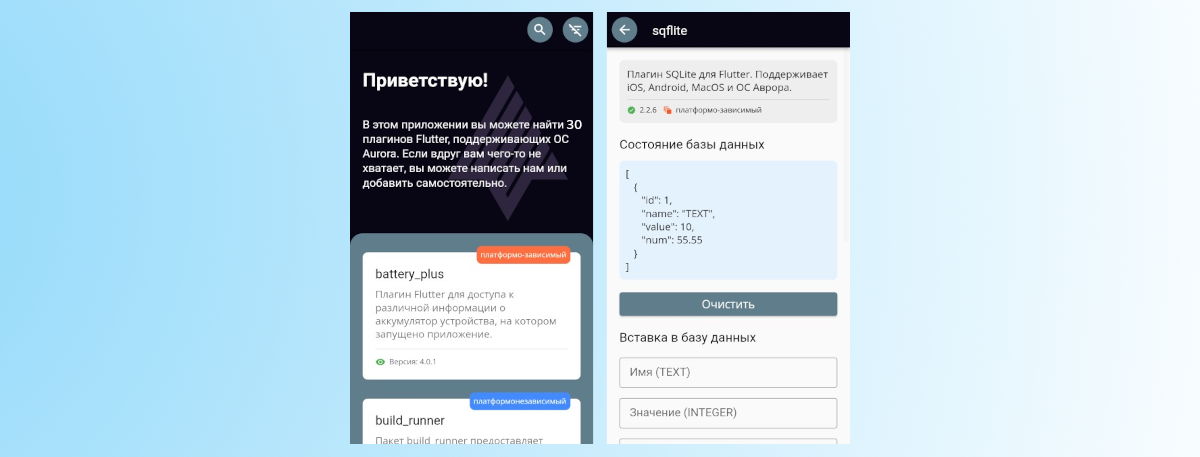 Приветствую!
В этом приложении вы можете найти 30
плагинов Flutter, поддерживающих ОС
Aurora. Если вдруг вам чего-то не
хватает, вы можете написать нам или
добавить самостоятельно.
платформо-зависимый
battery_plus
Плагин Flutter для доступа к
различной информации о
аккумулятор устройства, на котором
запущено приложение.
Версия: 4.0.1
платформонезависимый
build_runner
Пакет build_runner предоставляет
sqflite
Плагин SQLite для Flutter. Поддерживает
iOS, Android, MacOS и ОС Аврора.
2.2.6 платформо-зависимый
Состояние базы данных
[
{
"id": 1,
"name": "TEXT",
"value": 10,
"num": 55.55
}
]
Очистить
Вставка в базу данных
Имя (TEXT)
Значение (INTEGER)